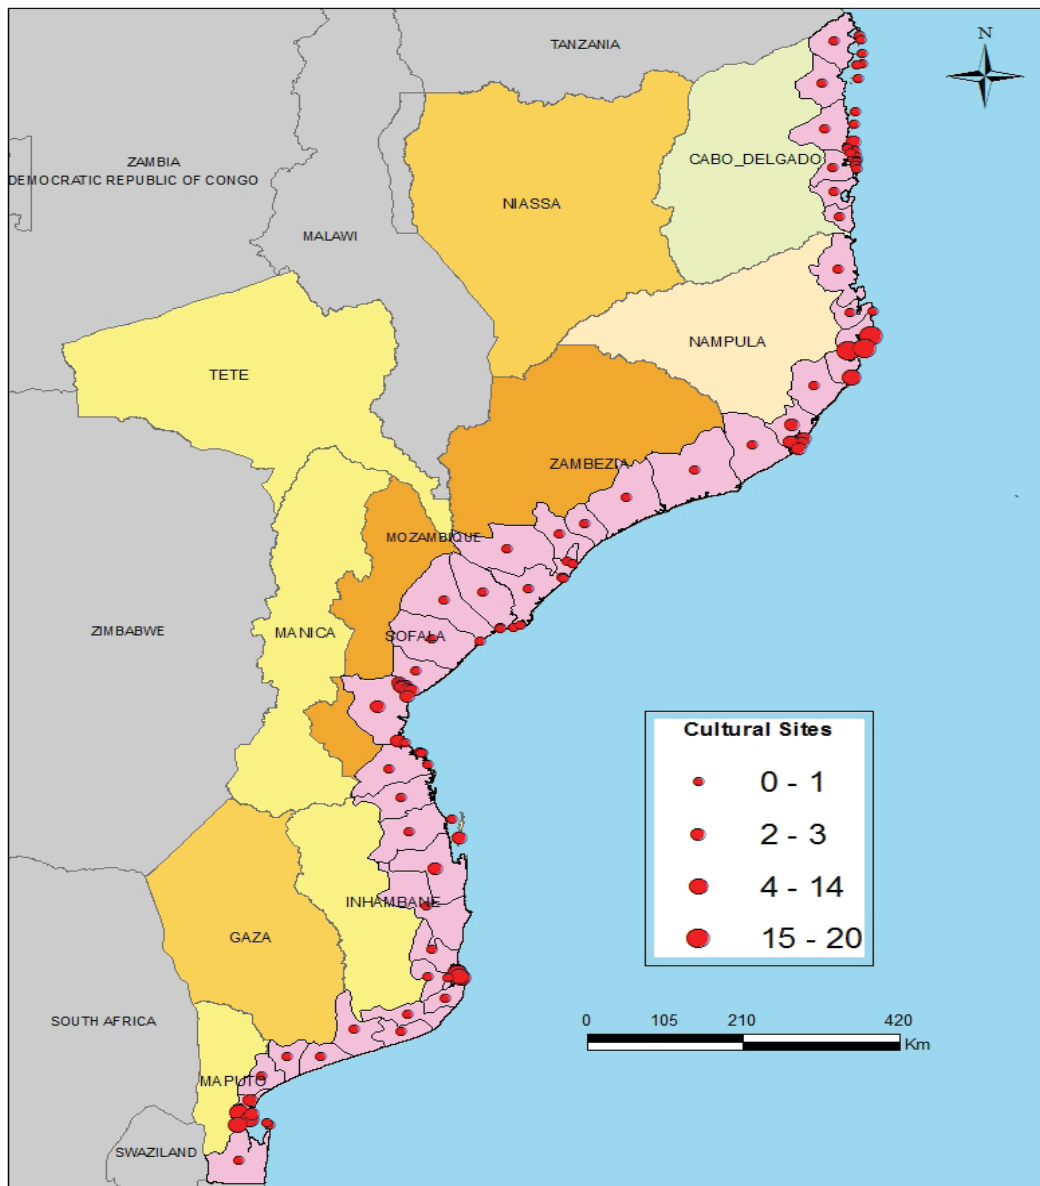 TANZANIA
N
ZAMBIA
DEMOCRATIC REPUBLIC OF CONGO
CABO_DELGADO
NIASSA
MALAWI
NAMPULA
TETE
ZAMBEZIA
MOZAMBIQUE
ZIMBABWE
MANICA
SOFALA
Cultural Sites
0 - 1
2 - 3
4 - 14
15 - 20
INHAMBANE
GAZA
SOUTH AFRICA
0 105 210 420
Km
MAPUTO
SWAZILAND